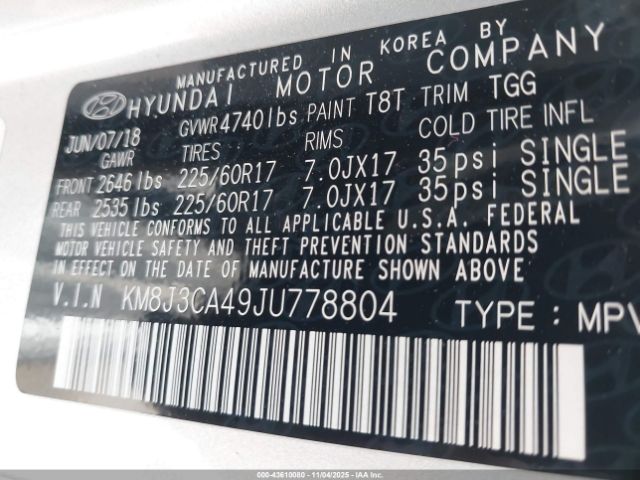 MANUFACTURED IN KOREA BY
HYUNDAI MOTOR COMPANY
JUN/07/18 GVWR4740lbs PAINT T8T TRIM TGG
GAWR TIRES RIMS COLD TIRE INFL
FRONT 2646lbs 225/60R17 7.0JX17 35psi SINGLE
REAR 2535lbs 225/60R17 7.0JX17 35psi SINGLE
THIS VEHICLE CONFORMS TO ALL APPLICABLE U.S.A. FEDERAL
MOTOR VEHICLE SAFETY AND THEFT PREVENTION STANDARDS
IN EFFECT ON THE DATE OF MANUFACTURE SHOWN ABOVE
V.I.N KM8J3CA49JU778804 TYPE : MPV
000-43610080 - 11/04/2025 - IAAI.COM